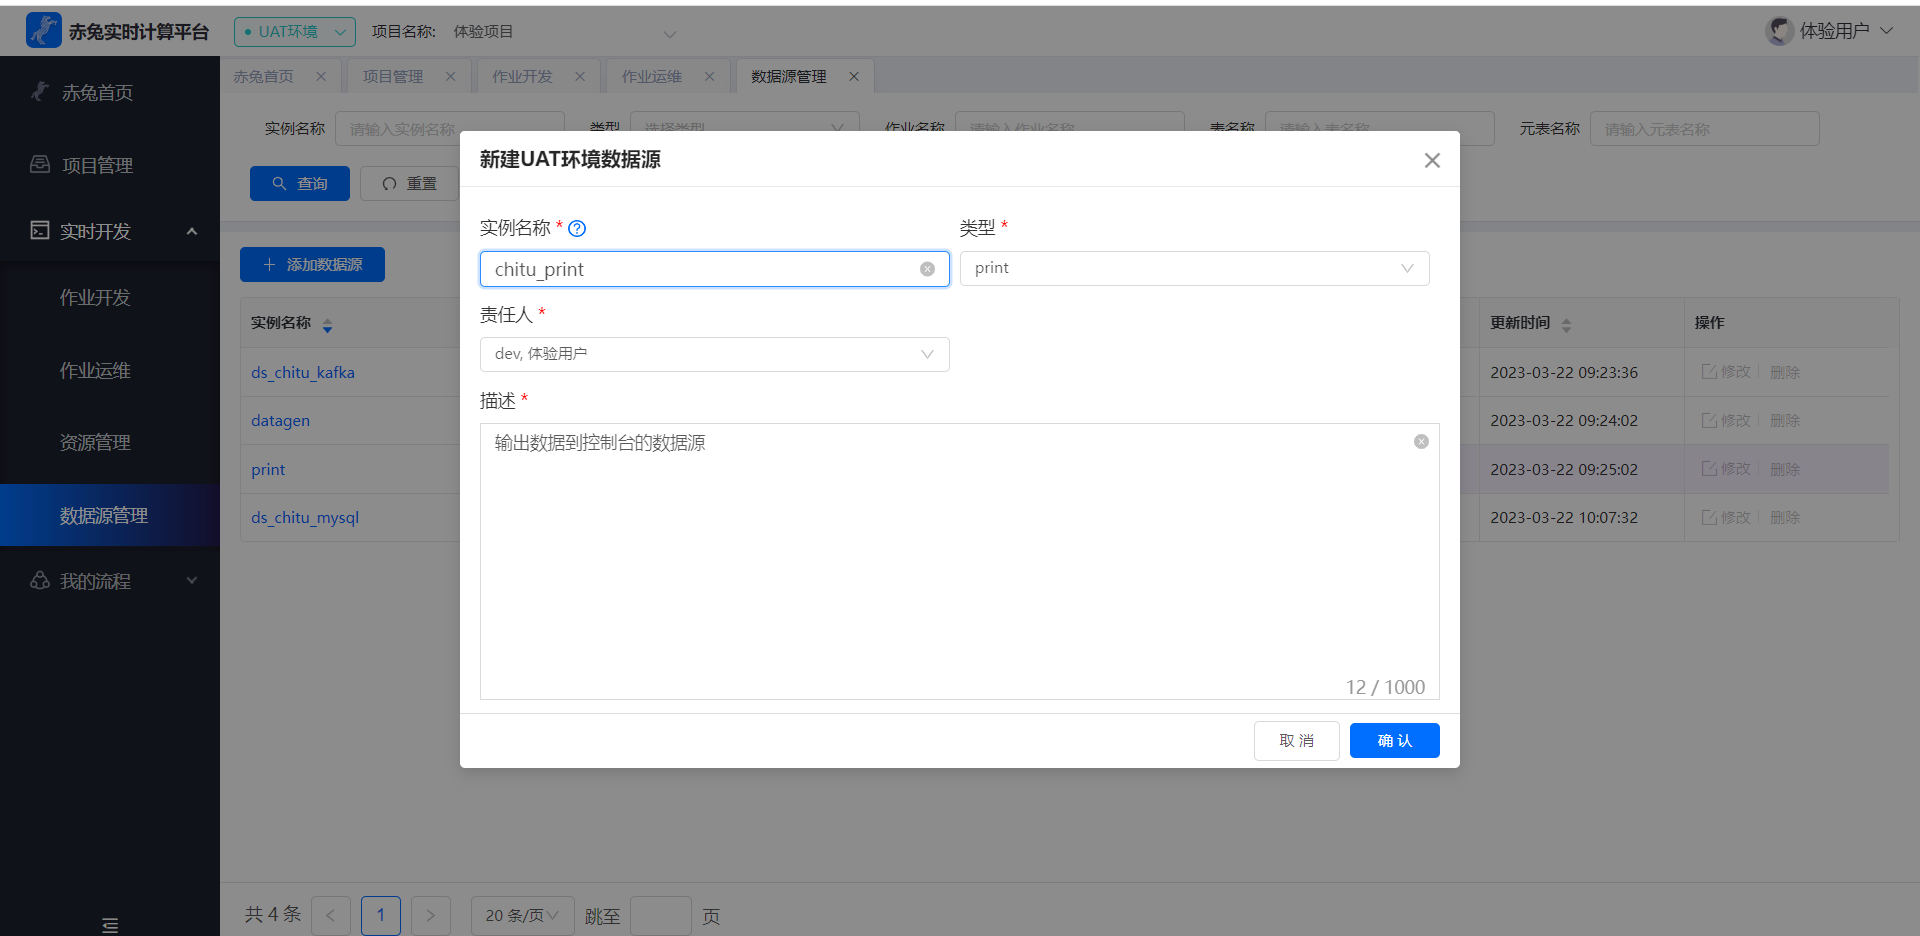 赤兔实时计算平台
UAT环境
项目名称:
体验项目
体验用户
赤兔首页
项目管理
作业开发
作业运维
数据源管理
赤兔首页
项目管理
实时开发
作业开发
作业运维
资源管理
数据源管理
我的流程
实例名称
请输入实例名称
类型
选择类型
作业名称
请输入作业名称
表名称
请输入表名称
元表名称
请输入元表名称
查询
重置
添加数据源
实例名称
更新时间
操作
ds_chitu_kafka
2023-03-22 09:23:36
修改
删除
datagen
2023-03-22 09:24:02
修改
删除
print
2023-03-22 09:25:02
修改
删除
ds_chitu_mysql
2023-03-22 10:07:32
修改
删除
新建UAT环境数据源
实例名称 *
类型 *
chitu_print
print
责任人 *
dev, 体验用户
描述 *
输出数据到控制台的数据源
12 / 1000
取 消
确 认
共 4 条
1
20 条/页
跳至
页